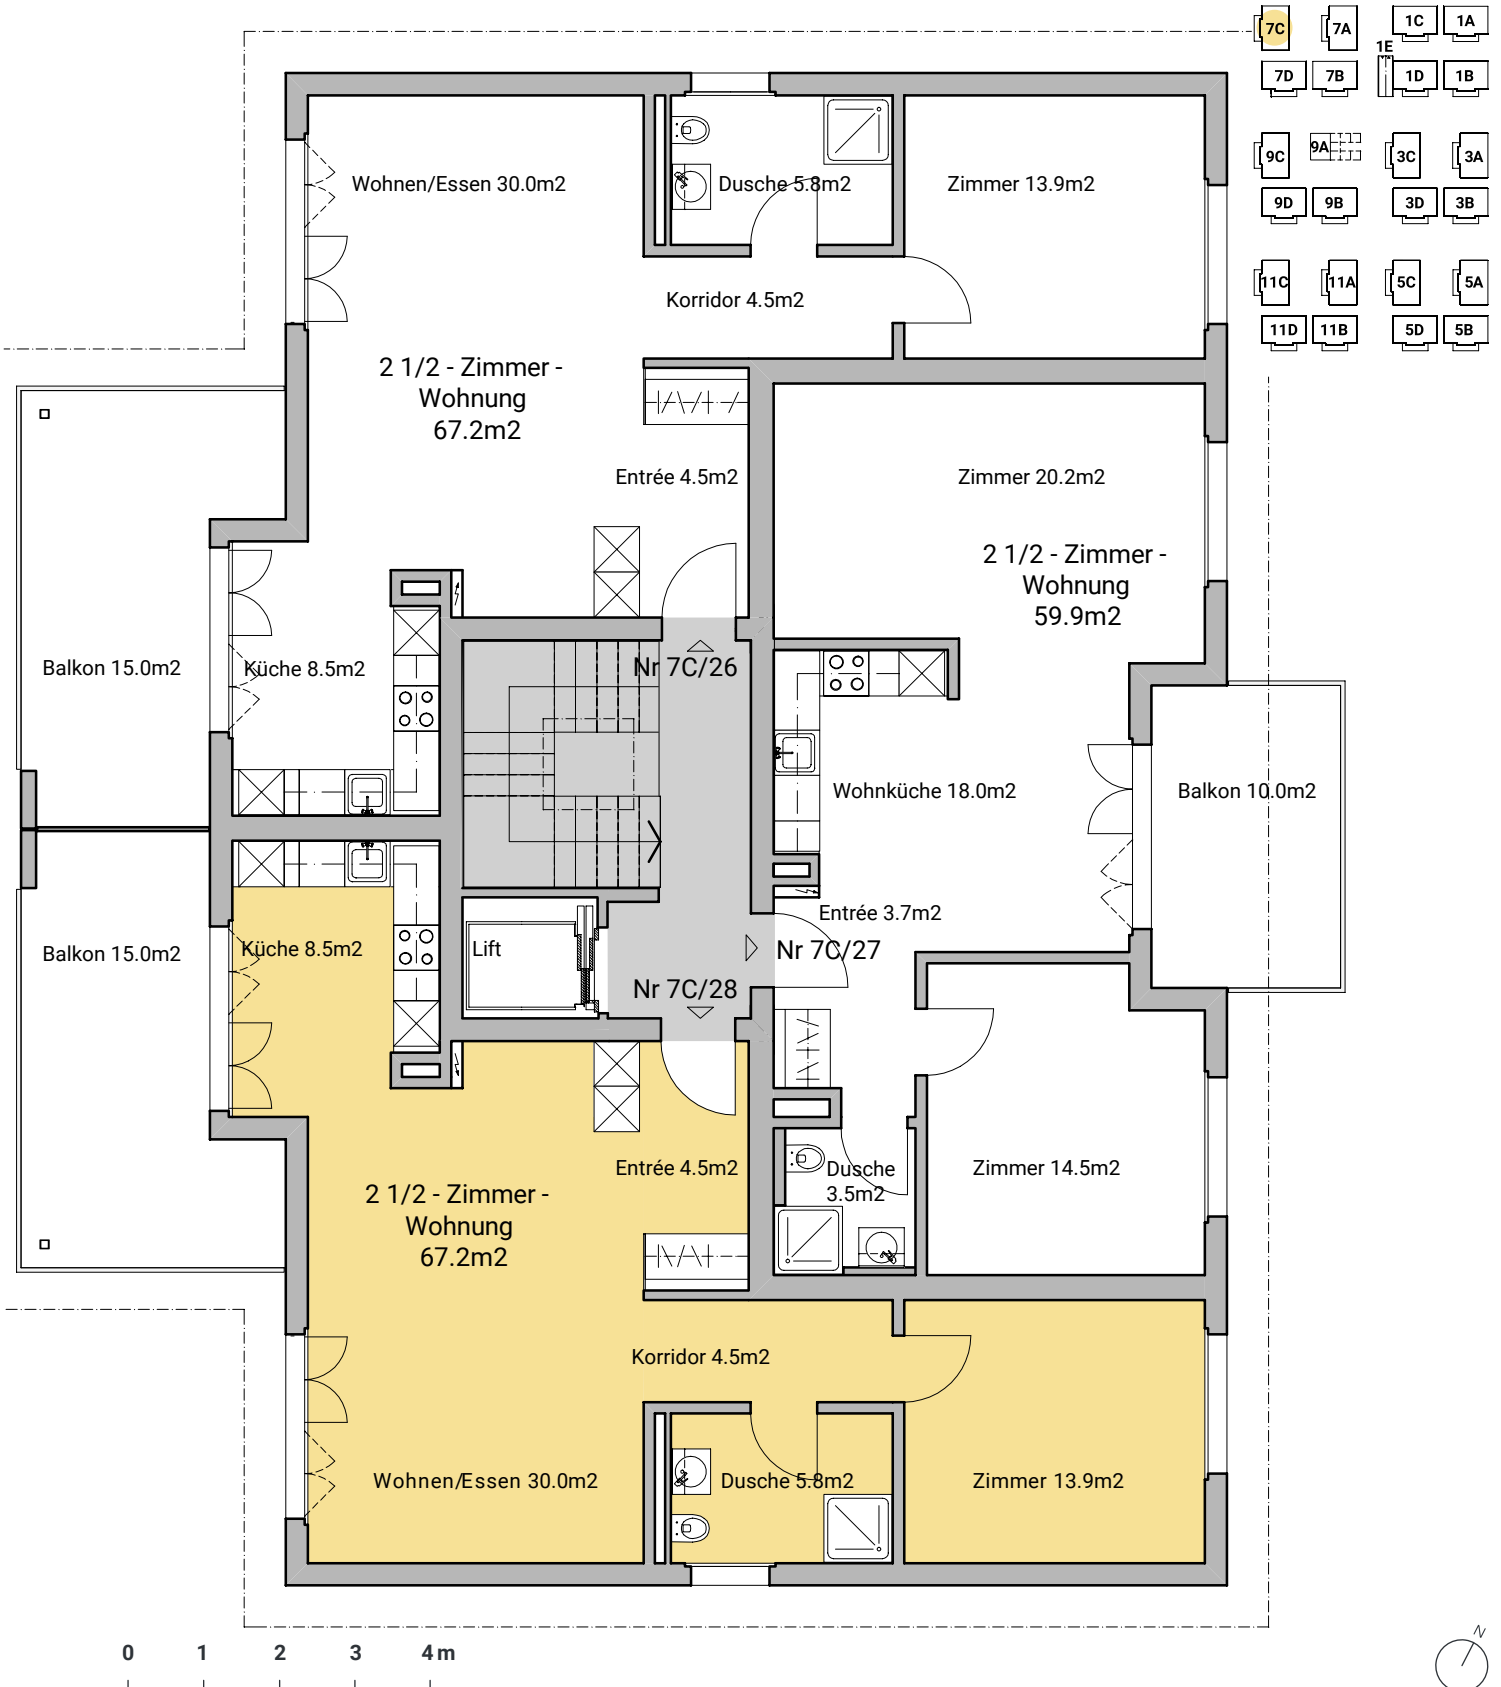 7C 7A 1C 1A
1E
7D 7B 1D 1B
9C 9A 3C 3A
9D 9B 3D 3B
11C 11A 5C 5A
11D 11B 5D 5B
Wohnen/Essen 30.0m2
Dusche 5.8m2
Zimmer 13.9m2
Korridor 4.5m2
2 1/2 - Zimmer -
Wohnung
67.2m2
Entrée 4.5m2
Zimmer 20.2m2
2 1/2 - Zimmer -
Wohnung
59.9m2
Balkon 15.0m2
Küche 8.5m2
Nr 7C/26
Wohnküche 18.0m2
Balkon 10.0m2
Entrée 3.7m2
Balkon 15.0m2
Küche 8.5m2
Lift
Nr 7C/27
Nr 7C/28
Entrée 4.5m2
Dusche
3.5m2
Zimmer 14.5m2
2 1/2 - Zimmer -
Wohnung
67.2m2
Korridor 4.5m2
Wohnen/Essen 30.0m2
Dusche 5.8m2
Zimmer 13.9m2
0 1 2 3 4 m
N